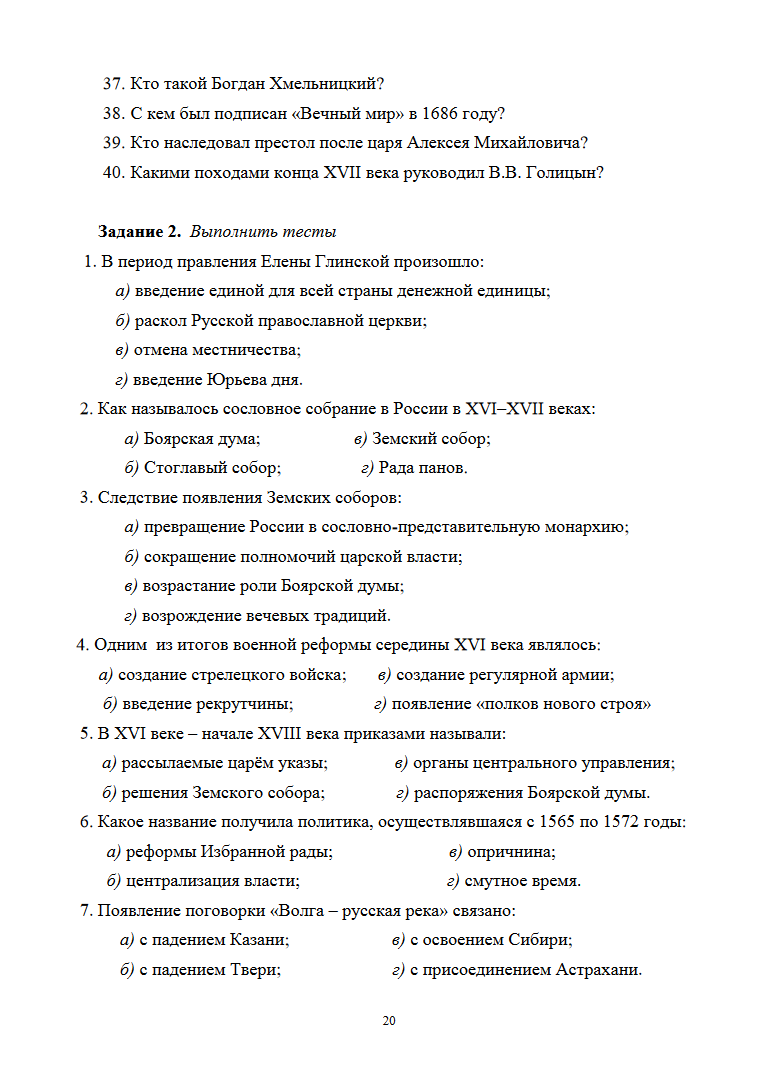 37. Кто такой Богдан Хмельницкий?
38. С кем был подписан «Вечный мир» в 1686 году?
39. Кто наследовал престол после царя Алексея Михайловича?
40. Какими походами конца XVII века руководил В.В. Голицын?
Задание 2. Выполнить тесты
1. В период правления Елены Глинской произошло:
а) введение единой для всей страны денежной единицы;
б) раскол Русской православной церкви;
в) отмена местничества;
г) введение Юрьева дня.
2. Как называлось сословное собрание в России в XVI–XVII веках:
а) Боярская дума; в) Земский собор;
б) Стоглавый собор; г) Рада панов.
3. Следствие появления Земских соборов:
а) превращение России в сословно-представительную монархию;
б) сокращение полномочий царской власти;
в) возрастание роли Боярской думы;
г) возрождение вечевых традиций.
4. Одним из итогов военной реформы середины XVI века являлось:
а) создание стрелецкого войска; в) создание регулярной армии;
б) введение рекрутчины; г) появление «полков нового строя»
5. В XVI веке – начале XVIII века приказами называли:
а) рассылаемые царём указы; в) органы центрального управления;
б) решения Земского собора; г) распоряжения Боярской думы.
6. Какое название получила политика, осуществлявшаяся с 1565 по 1572 годы:
а) реформы Избранной рады; в) опричнина;
б) централизация власти; г) смутное время.
7. Появление поговорки «Волга – русская река» связано:
а) с падением Казани; в) с освоением Сибири;
б) с падением Твери; г) с присоединением Астрахани.
20